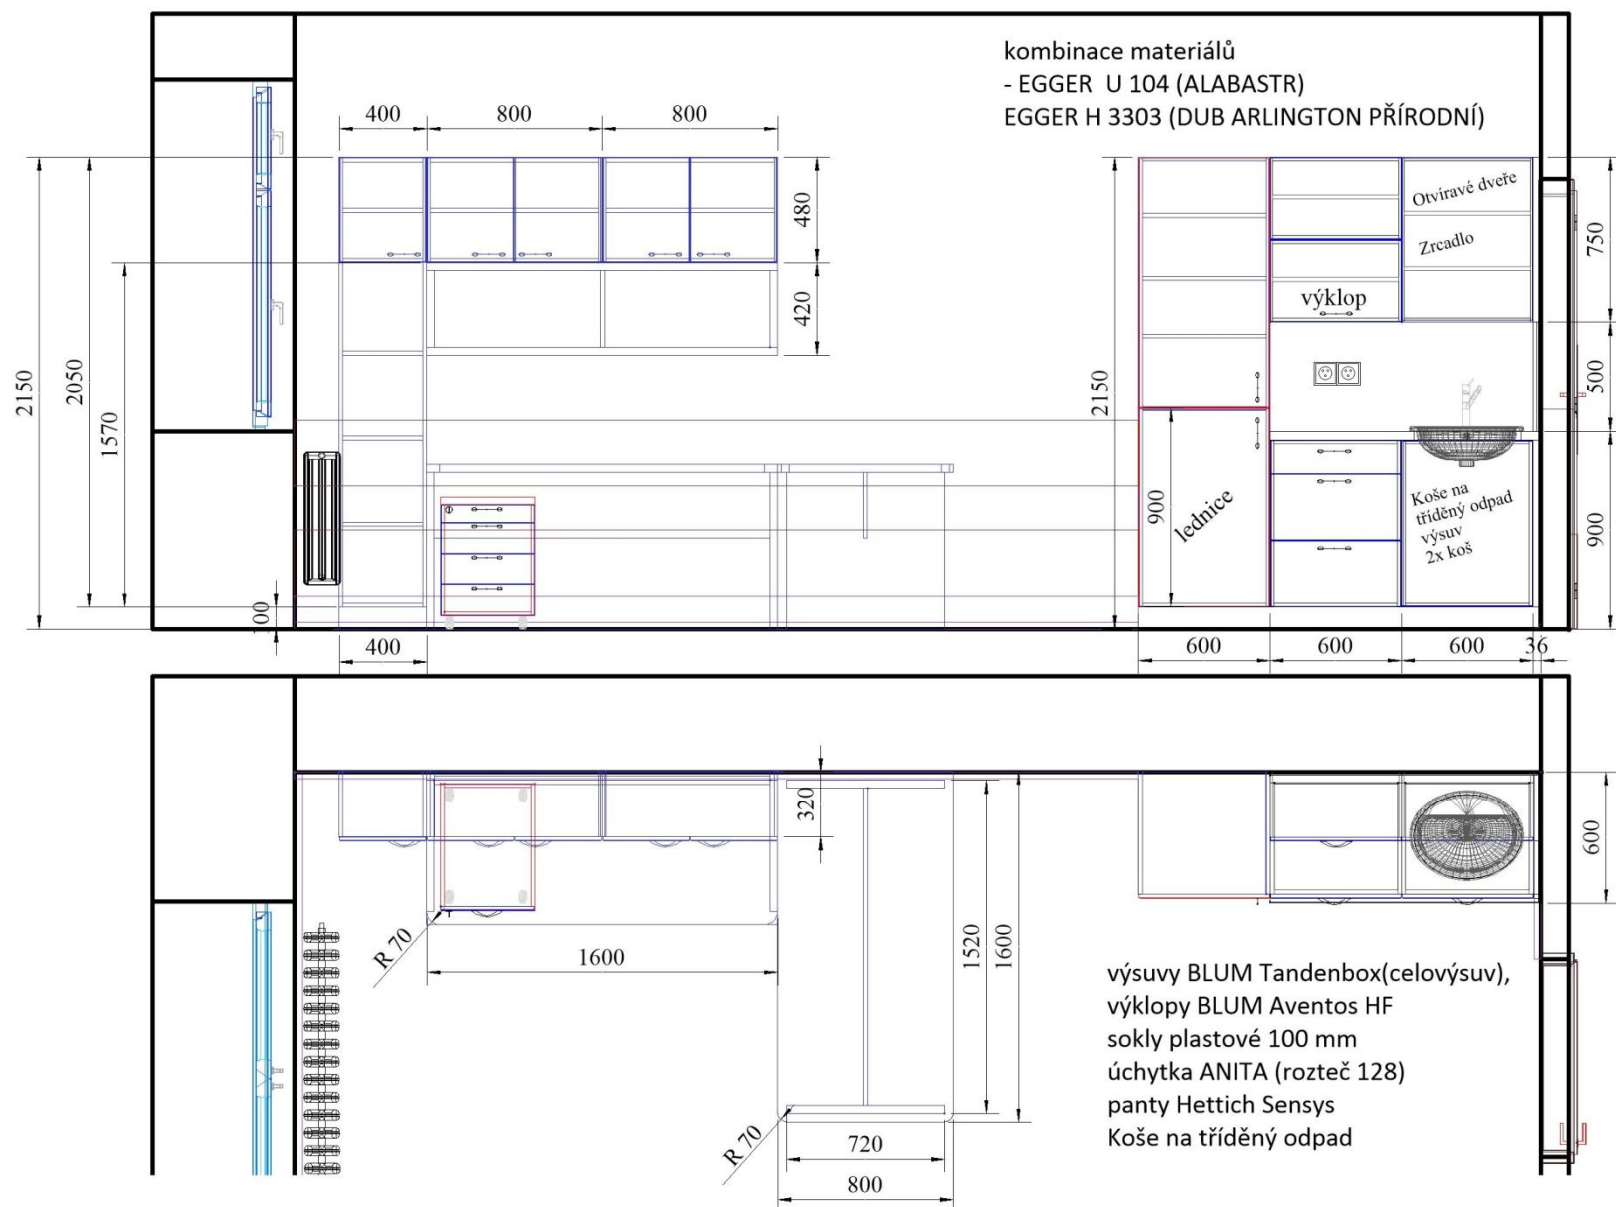 kombinace materiálů
- EGGER  U 104 (ALABASTR)
EGGER H 3303 (DUB ARLINGTON PŘÍRODNÍ)
400
800
800
480
420
2150
2050
1570
100
400
2150
900
lednice
výklop
Otvíravé dveře
Zrcadlo
Koše na
tříděný odpad
výsuv
2x koš
750
500
900
600
600
600
36
320
1520
1600
600
R 70
1600
R 70
720
800
výsuvy BLUM Tandenbox(celovýsuv),
výklopy BLUM Aventos HF
sokly plastové 100 mm
úchytka ANITA (rozteč 128)
panty Hettich Sensys
Koše na tříděný odpad